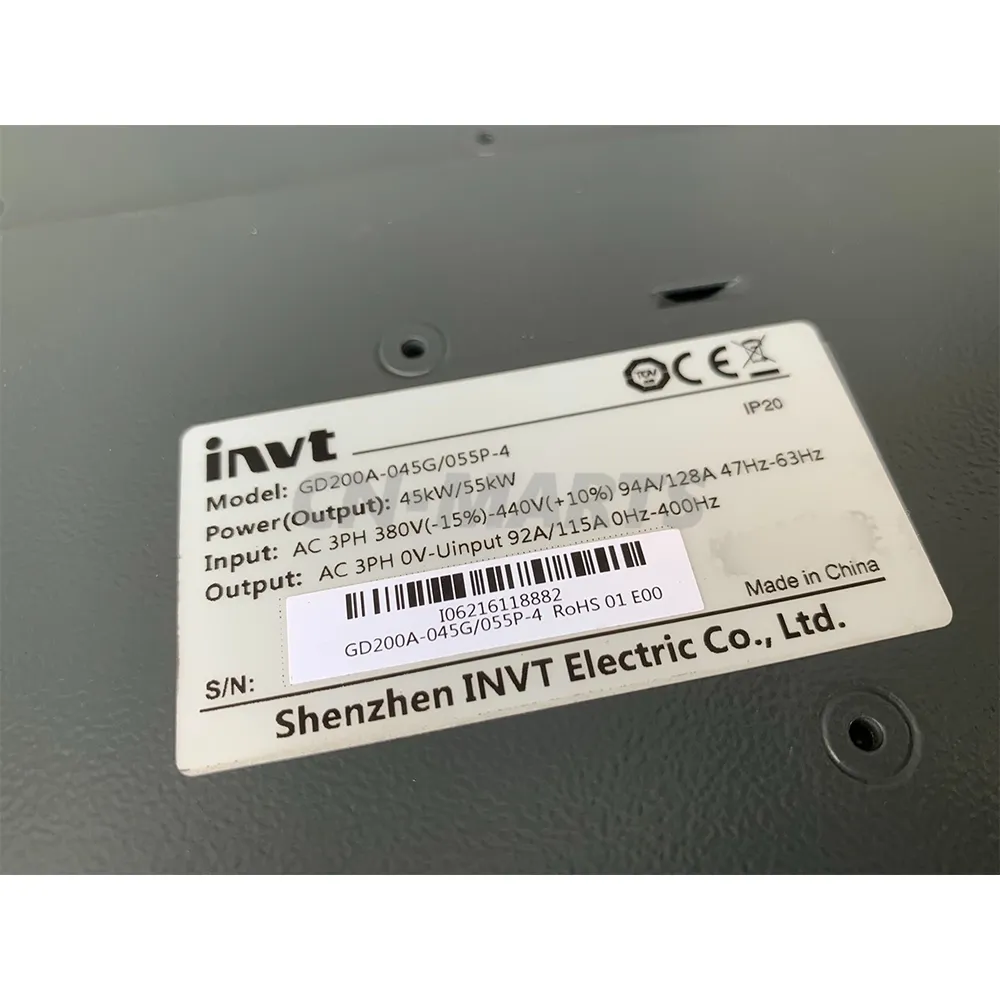 TÜV CE
invt
IP20
Model: GD200A-045G/055P-4
Power(Output): 45kW/55kW
Input: AC 3PH 380V(-15%)-440V(+10%) 94A/128A 47Hz-63Hz
Output: AC 3PH 0V-Uinput 92A/115A 0Hz-400Hz
CN-MARTS
I06216118882
GD200A-045G/055P-4 RoHS 01 E00
Made in China
S/N:
Shenzhen INVT Electric Co., Ltd.